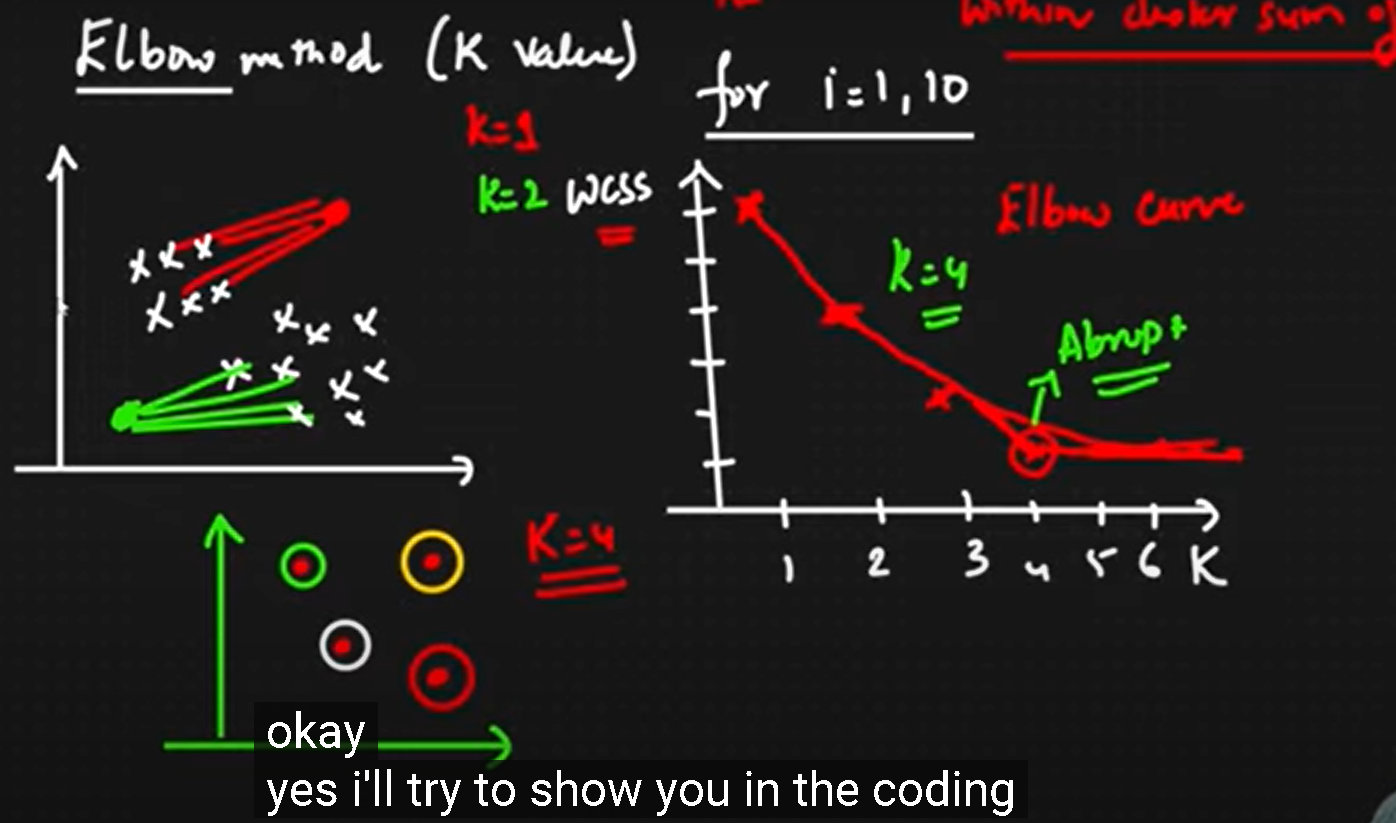 Within cluster sum of
Elbow method (K value)
for i=1, 10
K=1
K=2 WCSS
Elbow curve
K=4
Abrupt
1 2 3 4 5 6 K
K=4
okay
yes i'll try to show you in the coding